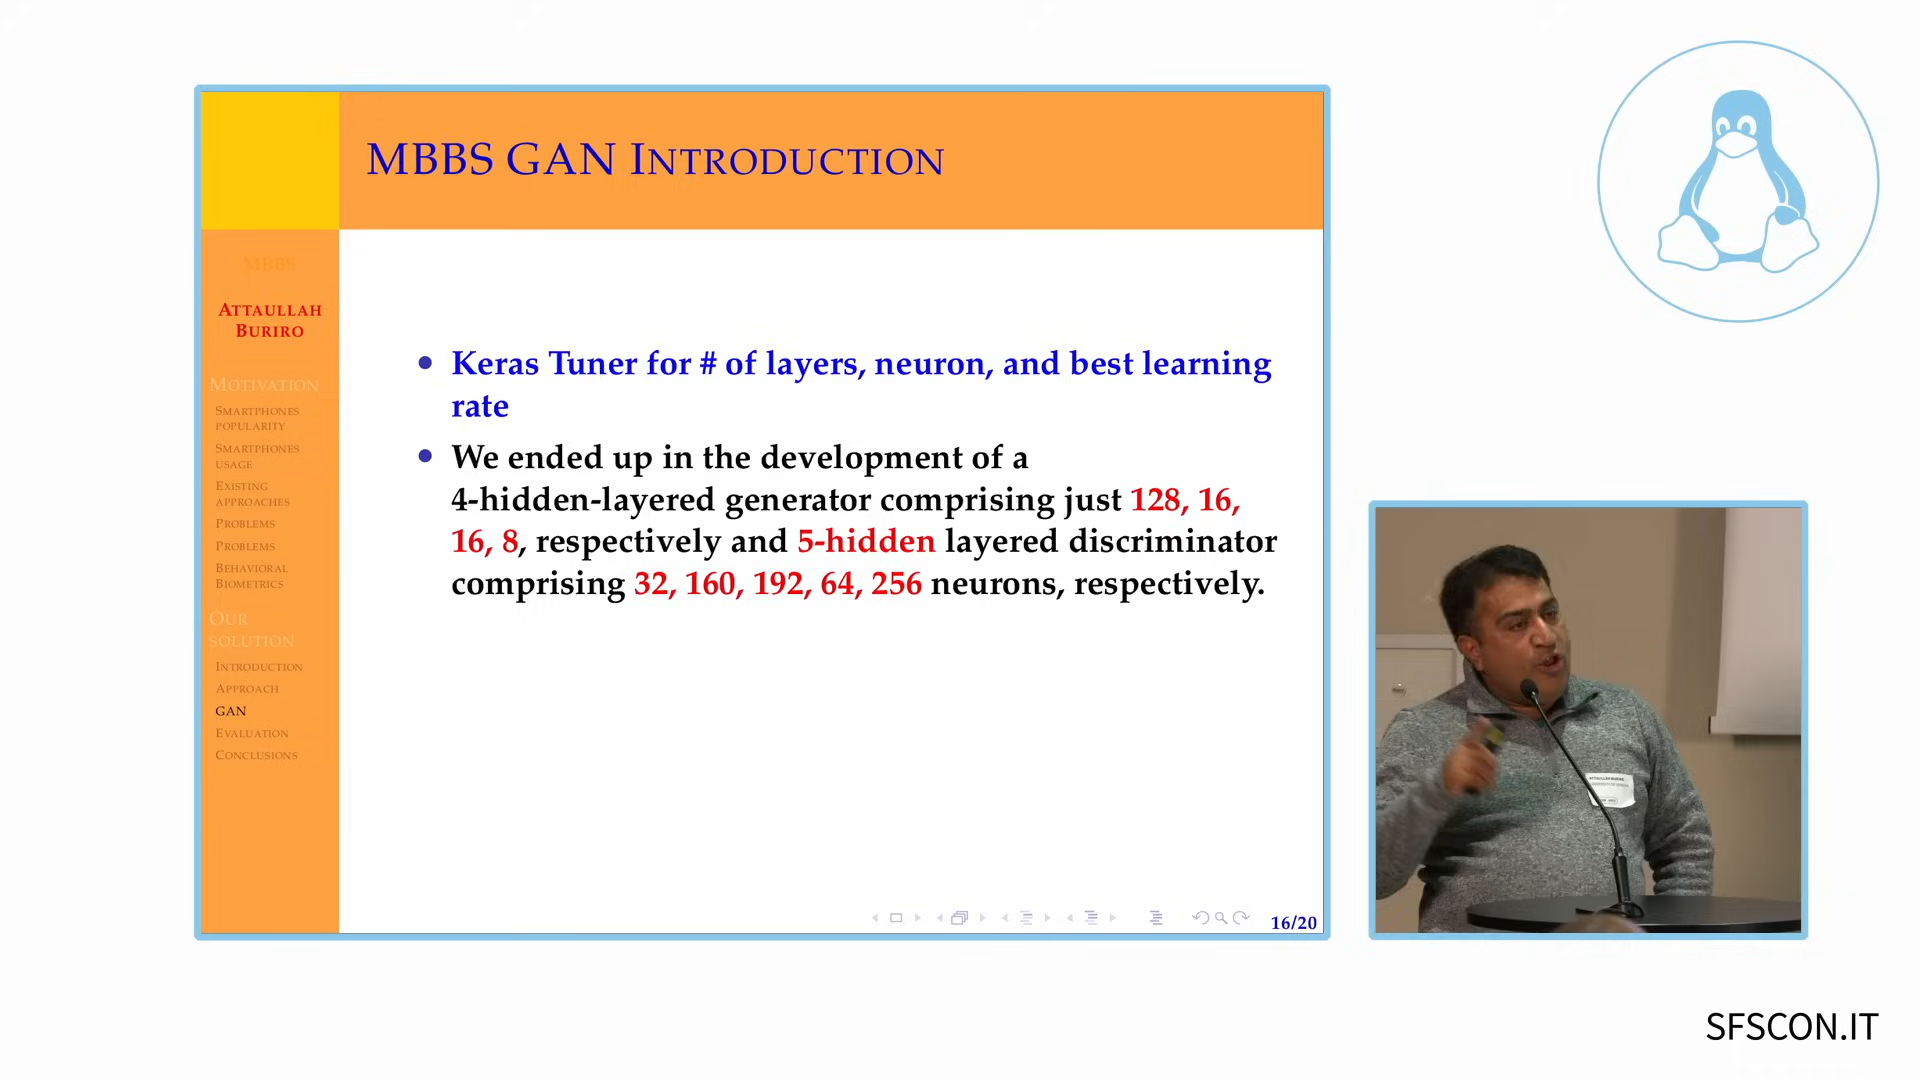 MBBS GAN INTRODUCTION
MBBS
ATTAULLAH
BURIRO
MOTIVATION
SMARTPHONES
POPULARITY
SMARTPHONES
USAGE
EXISTING
APPROACHES
PROBLEMS
PROBLEMS
BEHAVIORAL
BIOMETRICS
OUR
SOLUTION
INTRODUCTION
APPROACH
GAN
EVALUATION
CONCLUSIONS
• Keras Tuner for # of layers, neuron, and best learning
rate
• We ended up in the development of a
4-hidden-layered generator comprising just 128, 16,
16, 8, respectively and 5-hidden layered discriminator
comprising 32, 160, 192, 64, 256 neurons, respectively.
16/20
ATTAULLAH BURIRO
SFSCON.IT